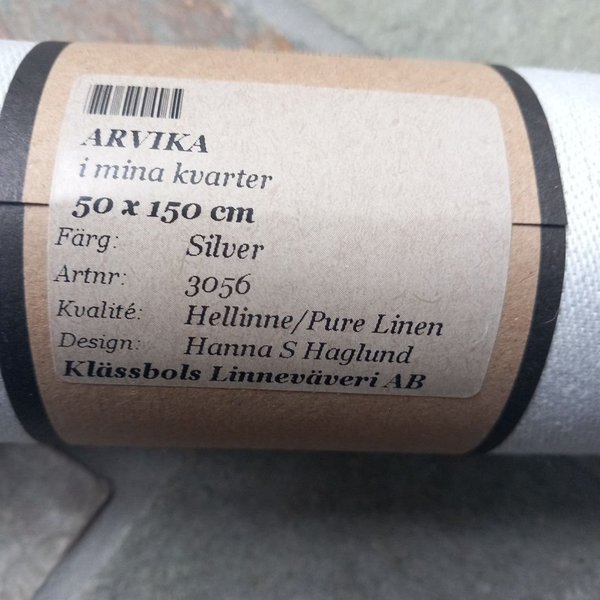 ARVIKA
i mina kvarter
50 x 150 cm
Färg: Silver
Artnr: 3056
Kvalité: Hellinne/Pure Linen
Design: Hanna S Haglund
Klässbols Linneväveri AB